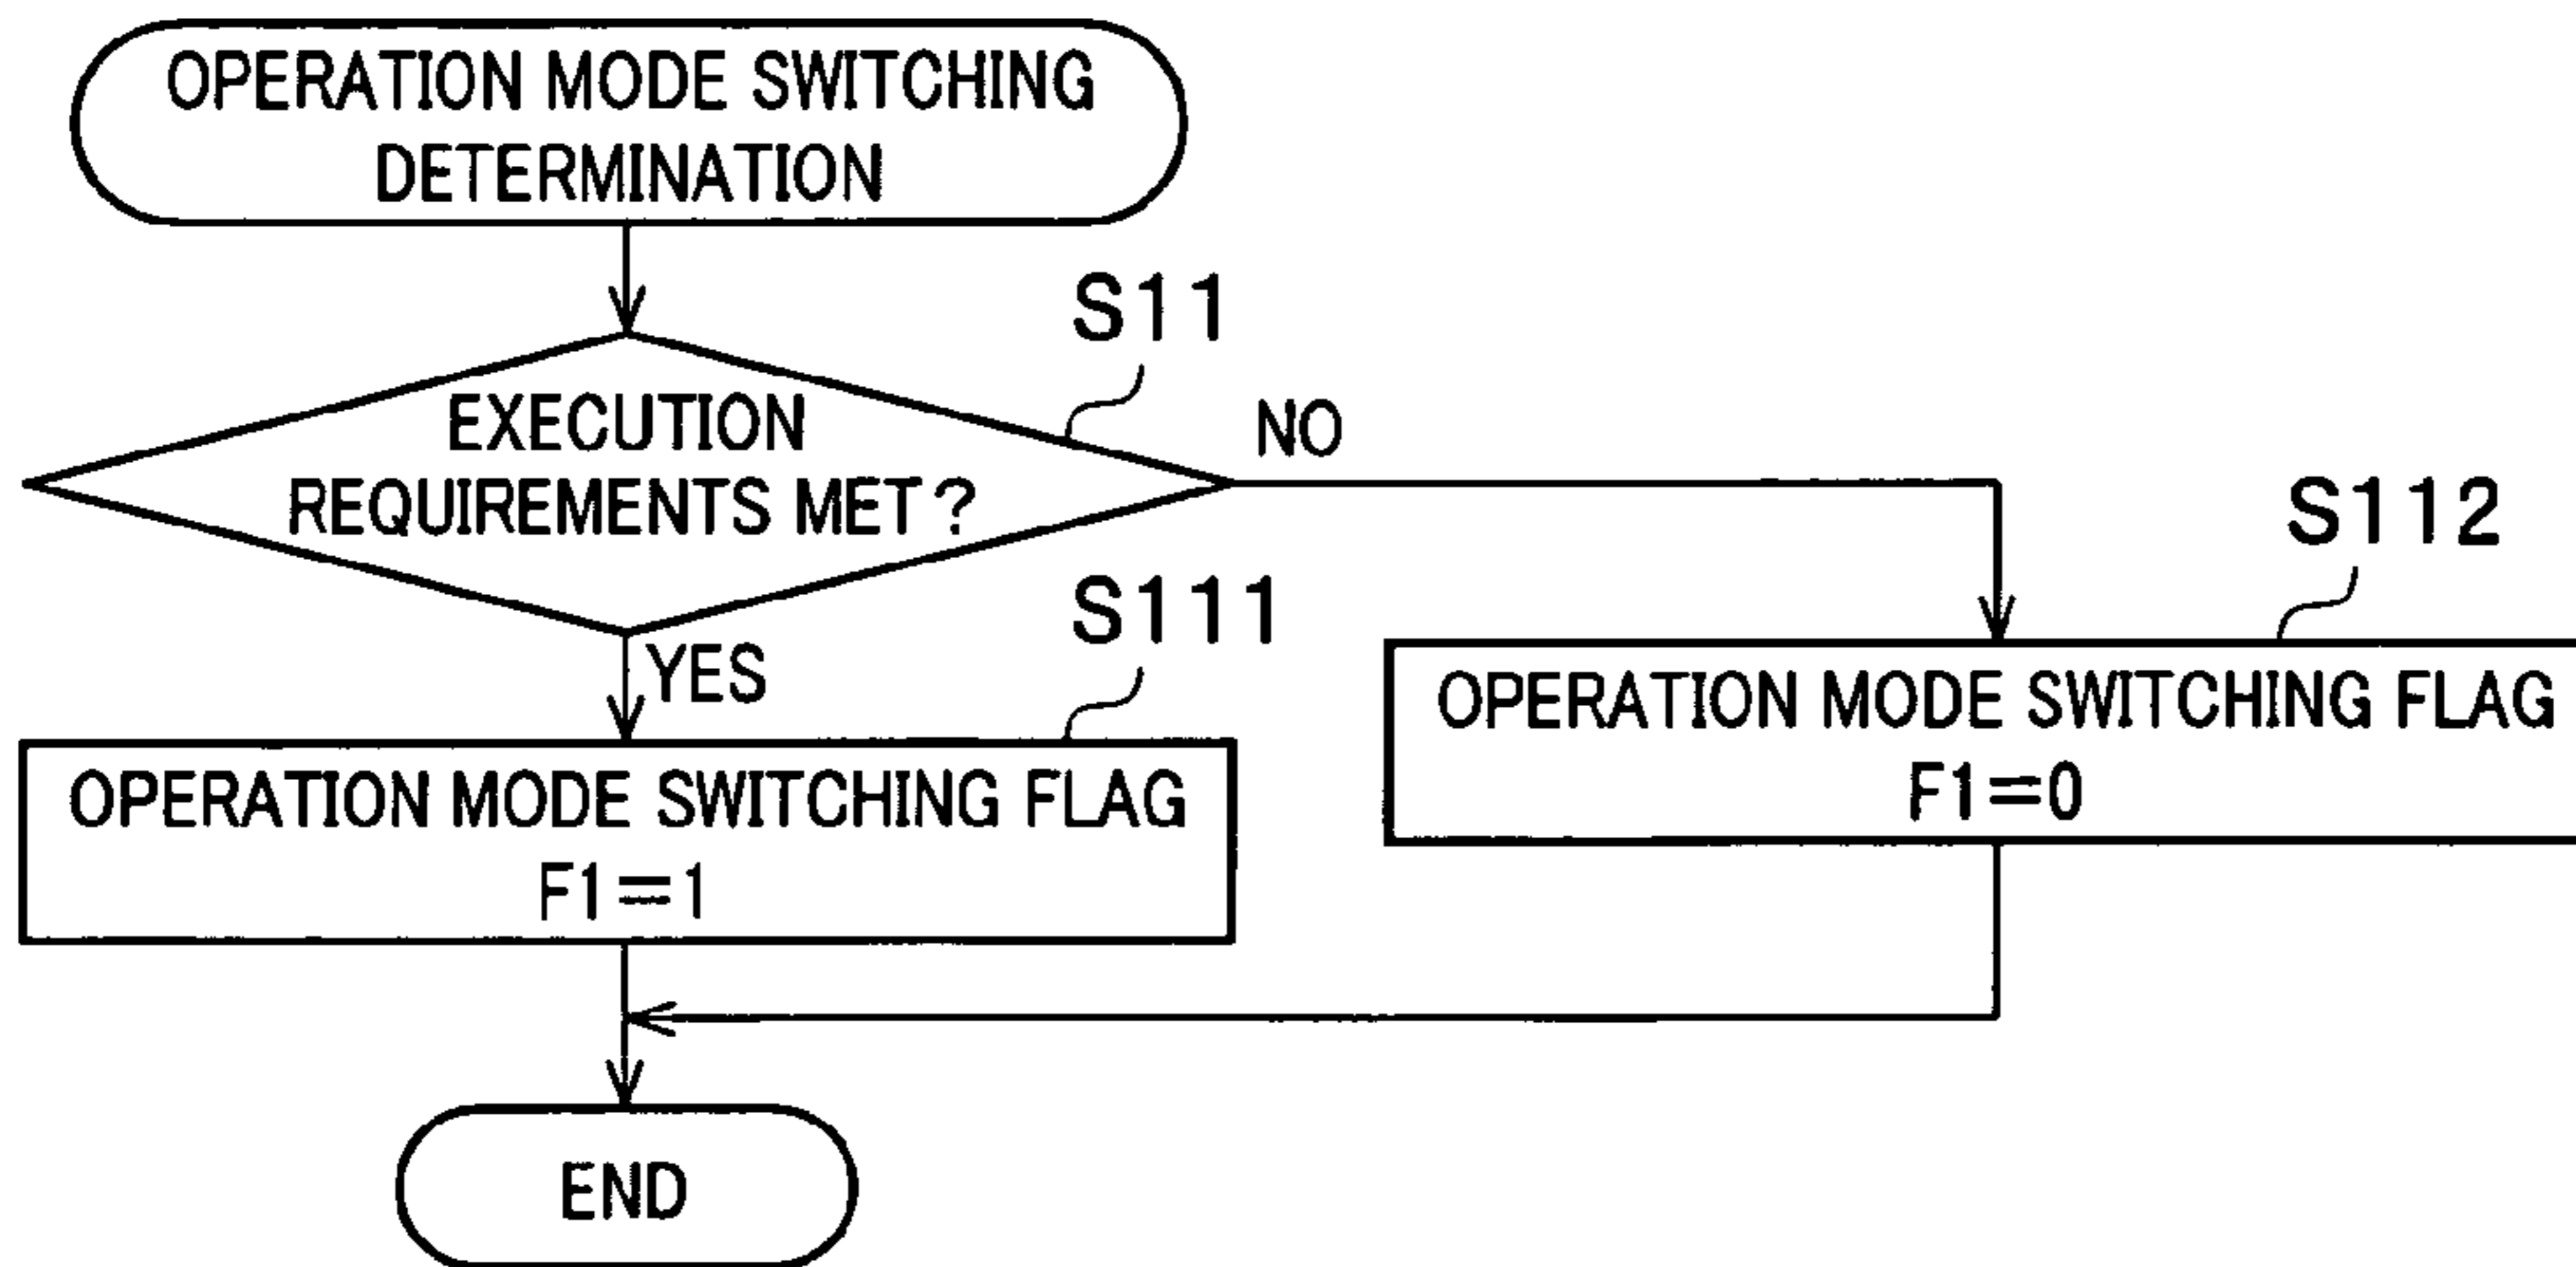 OPERATION MODE SWITCHING
DETERMINATION
S11
EXECUTION
REQUIREMENTS MET?
NO
YES
S111
OPERATION MODE SWITCHING FLAG
F1=1
S112
OPERATION MODE SWITCHING FLAG
F1=0
END